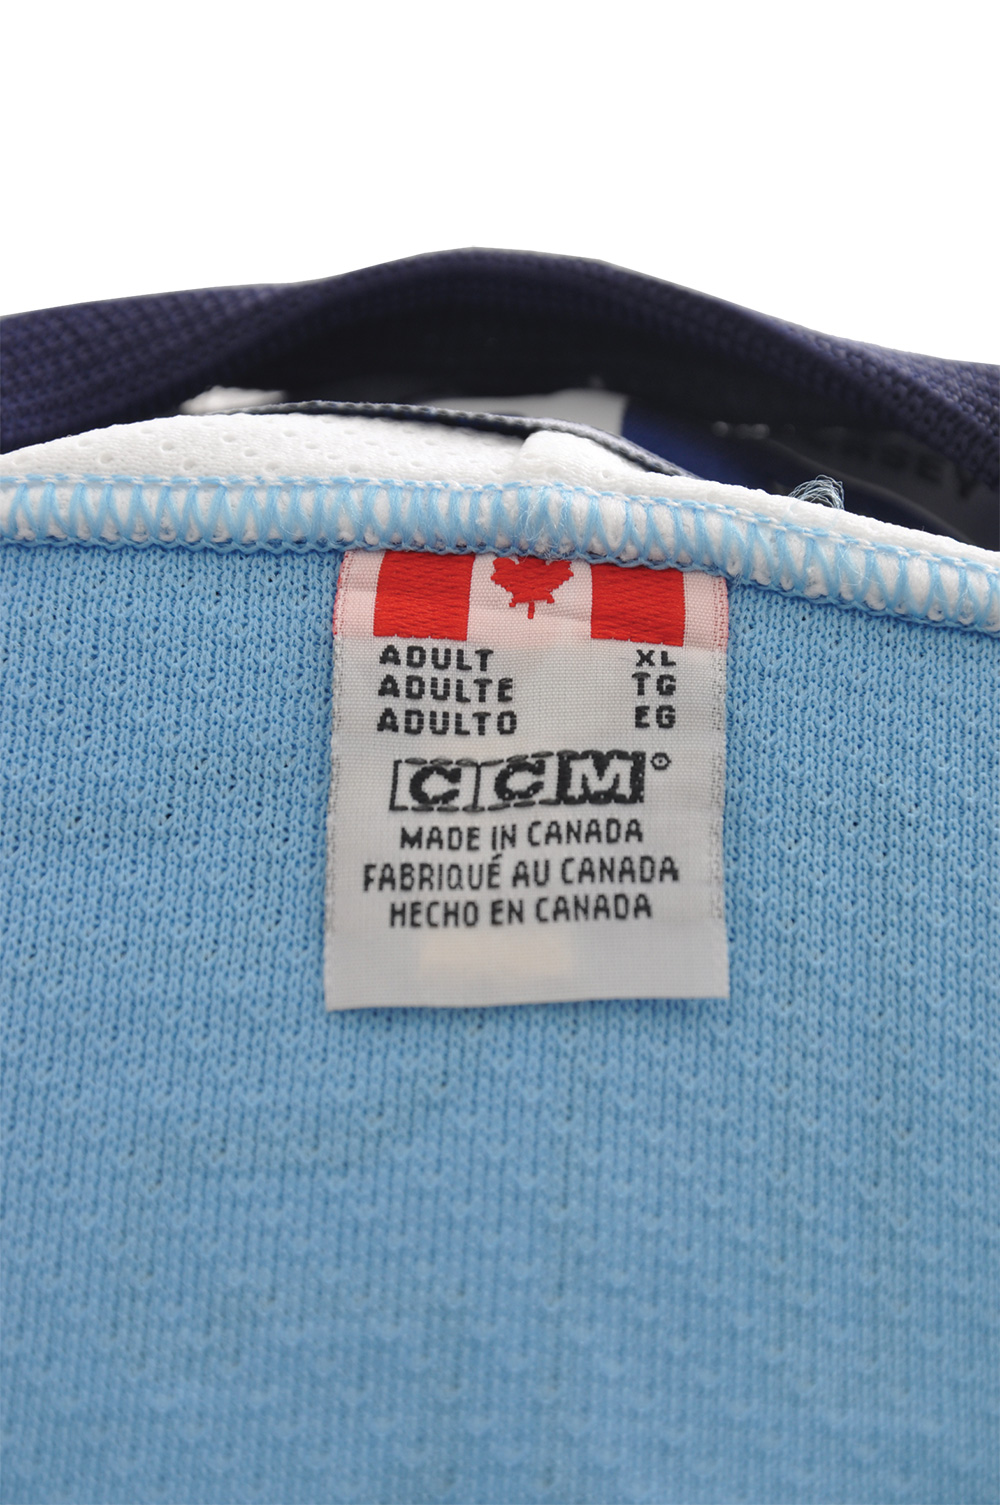 ADULT XL
ADULTE TG
ADULTO EG
CCM®
MADE IN CANADA
FABRIQUÉ AU CANADA
HECHO EN CANADA